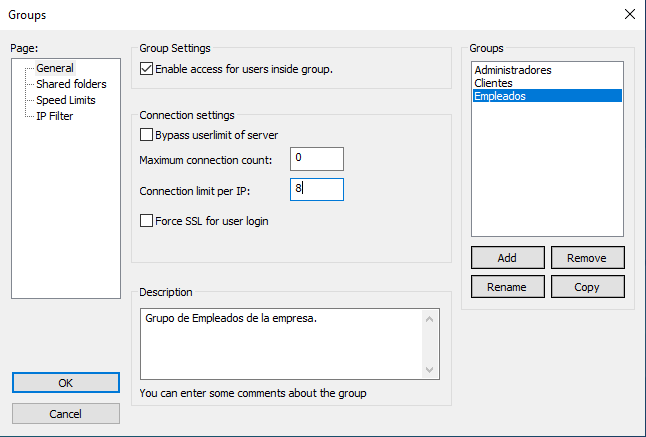 Groups
Page:
General
Shared folders
Speed Limits
IP Filter
Group Settings
Enable access for users inside group.
Connection settings
Bypass userlimit of server
Maximum connection count: 0
Connection limit per IP: 8
Force SSL for user login
Description
Grupo de Empleados de la empresa.
You can enter some comments about the group
Groups
Administradores
Clientes
Empleados
Add Remove
Rename Copy
OK
Cancel